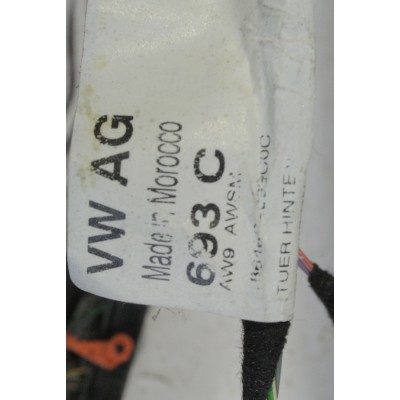 VW AG
Made in Morocco
693 C
AW9 AWSM
TUER HINTE